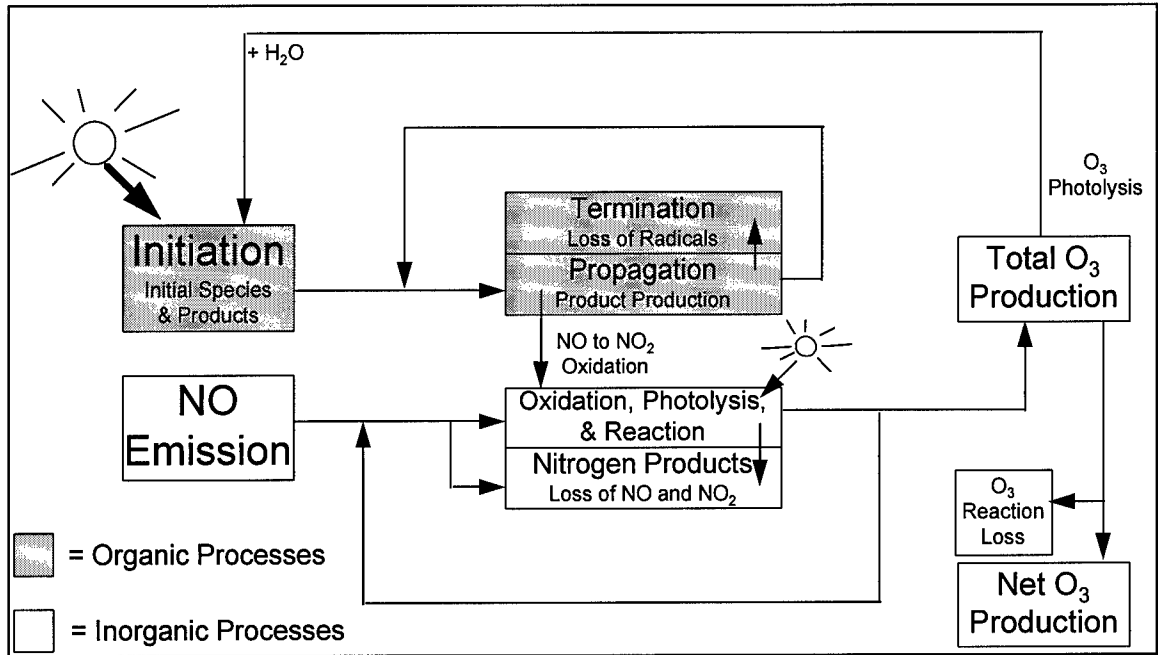 + H₂O
O₃
Photolysis
Termination
Loss of Radicals
Propagation
Product Production
Initiation
Initial Species
& Products
Total O₃
Production
NO to NO₂
Oxidation
NO
Emission
Oxidation, Photolysis,
& Reaction
Nitrogen Products
Loss of NO and NO₂
O₃
Reaction
Loss
Net O₃
Production
= Organic Processes
= Inorganic Processes